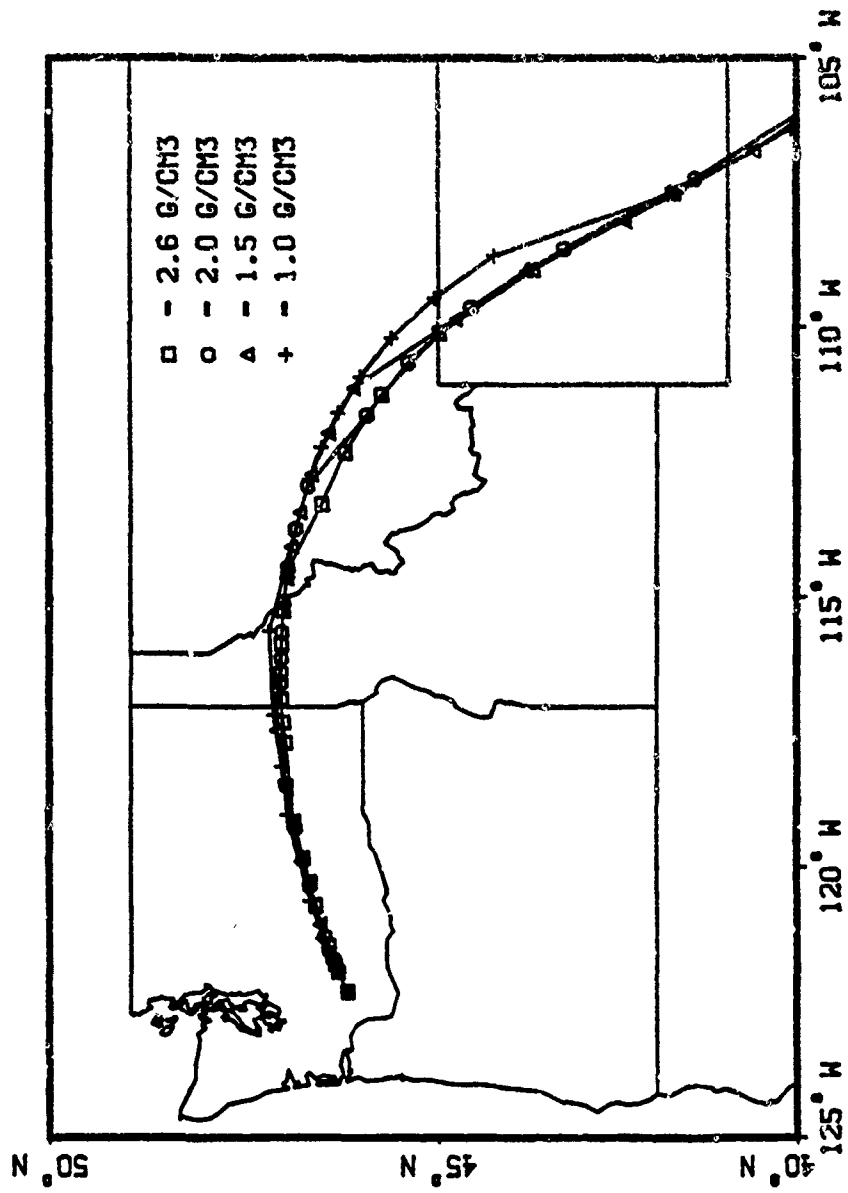 50° N
□ - 2.6 G/CM3
○ - 2.0 G/CM3
△ - 1.5 G/CM3
+ - 1.0 G/CM3
45° N
40° N
125° W
120° W
115° W
110° W
105° W